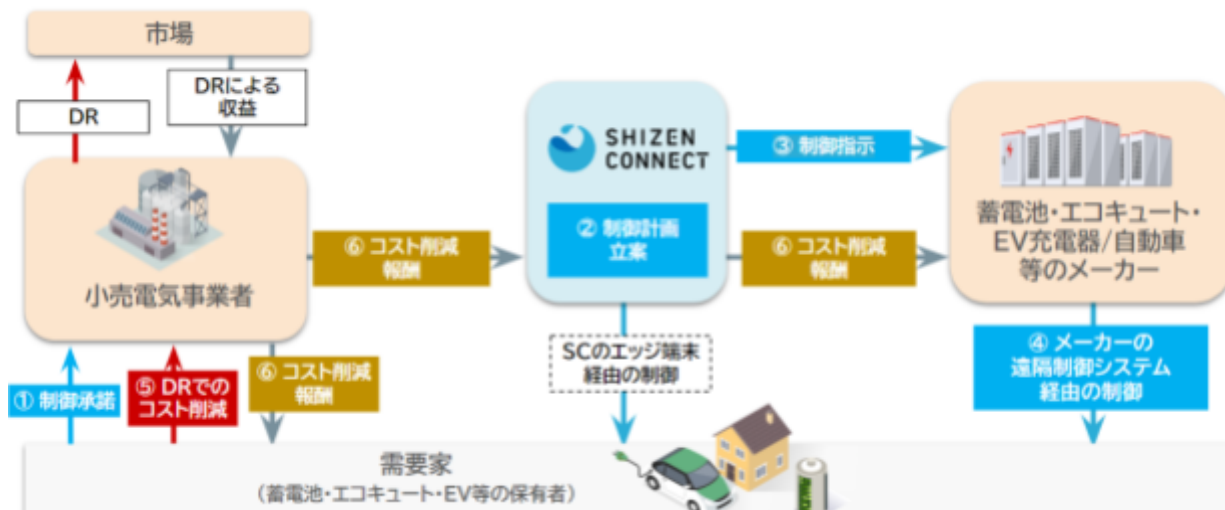 市場
DR
DRによる
収益
小売電気事業者
⑥ コスト削減
報酬
SHIZEN
CONNECT
② 制御計画
立案
③ 制御指示
⑥ コスト削減
報酬
蓄電池・エコキュート・
EV充電器/自動車
等のメーカー
① 制御承諾
⑤ DRでの
コスト削減
⑥ コスト削減
報酬
SCのエッジ端末
経由の制御
④ メーカーの
遠隔制御システム
経由の制御
需要家
（蓄電池・エコキュート・EV等の保有者）